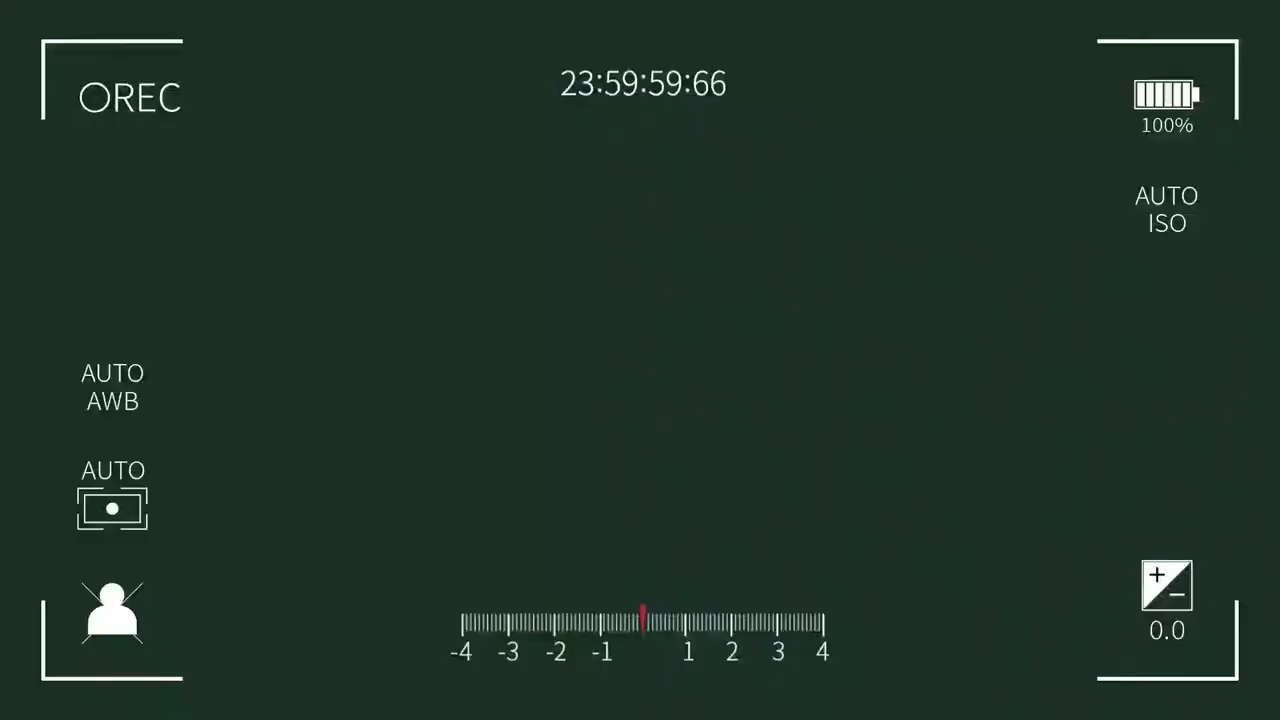 OREC
23:59:59:66
100%
AUTO
ISO
AUTO
AWB
AUTO
+
−
0.0
-4 -3 -2 -1 1 2 3 4